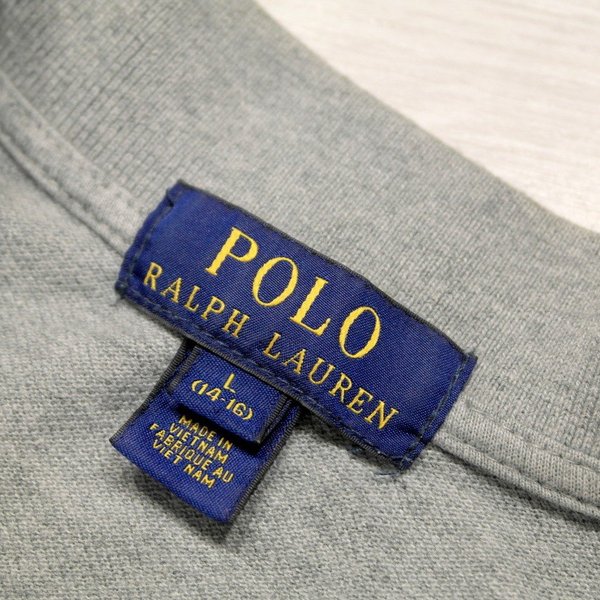 POLO
RALPH LAUREN
L
(14-16)
MADE IN
VIETNAM
FABRIQUE AU
VIET NAM